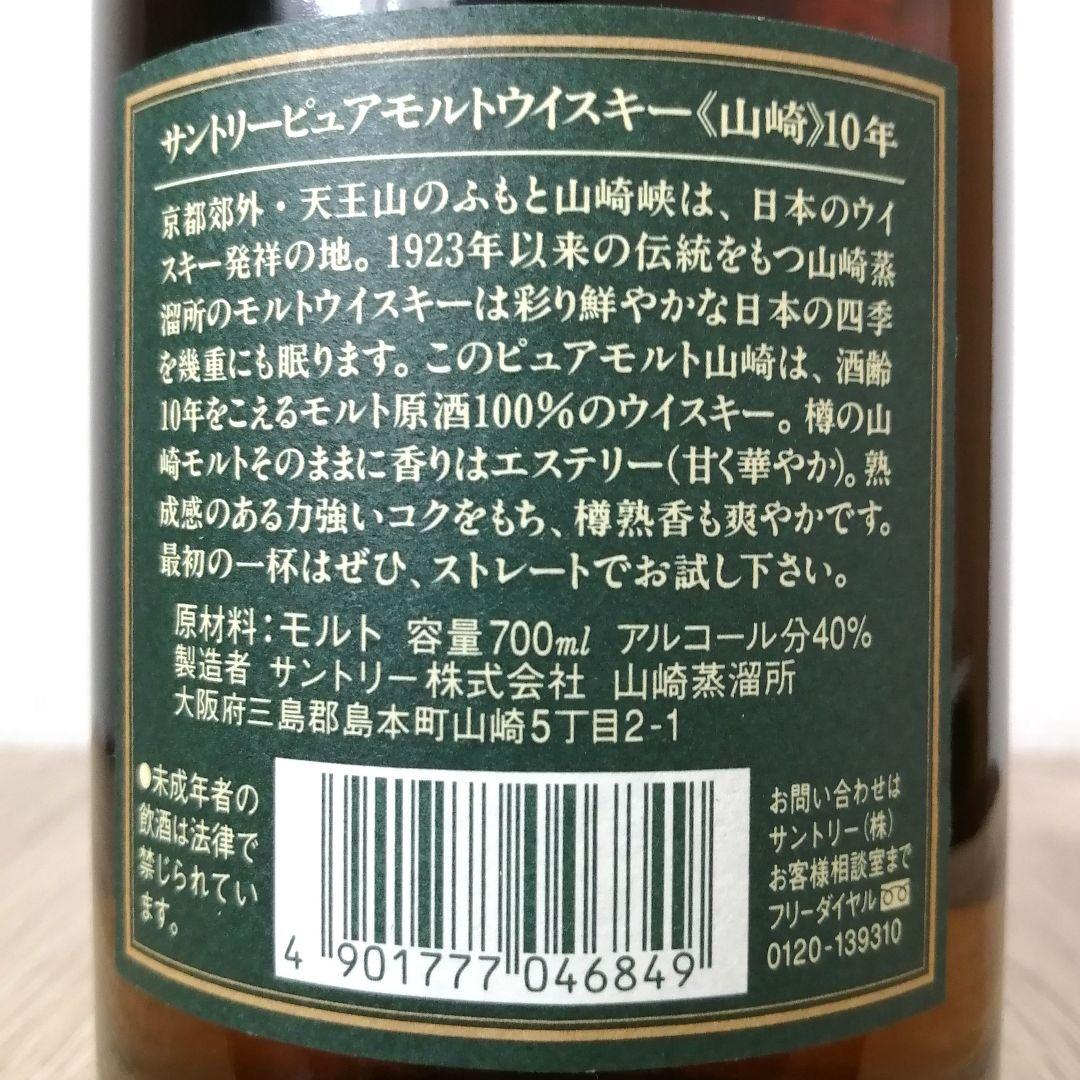 サントリーピュアモルトウイスキー《山崎》10年
京都郊外・天王山のふもと山崎峡は、日本のウイ
スキー発祥の地。1923年以来の伝統をもつ山崎蒸
溜所のモルトウイスキーは彩り鮮やかな日本の四季
を幾重にも眠ります。このピュアモルト山崎は、酒齢
10年をこえるモルト原酒100%のウイスキー。樽の山
崎モルトそのままに香りはエステリー(甘く華やか)。熟
成感のある力強いコクをもち、樽熟香も爽やかです。
最初の一杯はぜひ、ストレートでお試し下さい。
原材料:モルト 容量700ml アルコール分40%
製造者 サントリー株式会社 山崎蒸溜所
大阪府三島郡島本町山崎5丁目2-1
●未成年者の
飲酒は法律で
禁じられてい
ます。
4 901777 046849
お問い合わせは
サントリー(株)
お客様相談室まで
フリーダイヤル
0120-139310